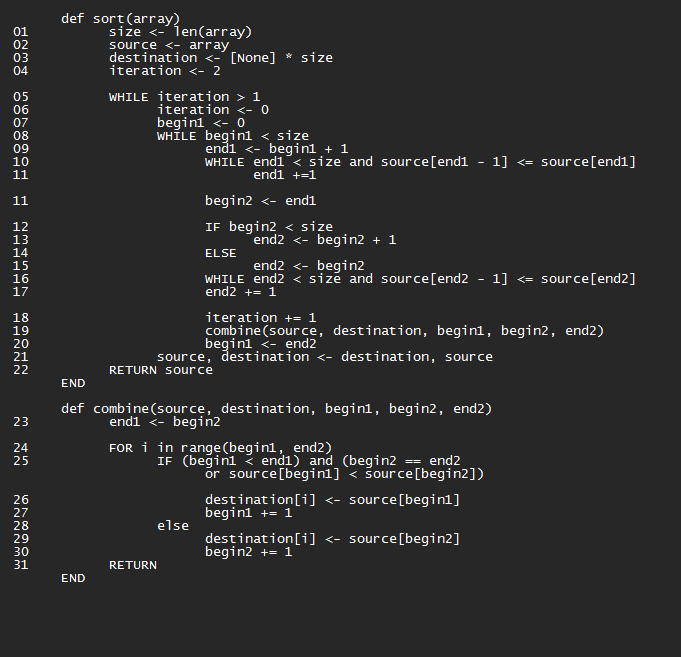 def sort(array)
01 size <- len(array)
02 source <- array
03 destination <- [None] * size
04 iteration <- 2
05 WHILE iteration > 1
06 iteration <- 0
07 begin1 <- 0
08 WHILE begin1 < size
09 end1 <- begin1 + 1
10 WHILE end1 < size and source[end1 - 1] <= source[end1]
11 end1 +=1
11 begin2 <- end1
12 IF begin2 < size
13 end2 <- begin2 + 1
14 ELSE
15 end2 <- begin2
16 WHILE end2 < size and source[end2 - 1] <= source[end2]
17 end2 += 1
18 iteration += 1
19 combine(source, destination, begin1, begin2, end2)
20 begin1 <- end2
21 source, destination <- destination, source
22 RETURN source
END
def combine(source, destination, begin1, begin2, end2)
23 end1 <- begin2
24 FOR i in range(begin1, end2)
25 IF (begin1 < end1) and (begin2 == end2
or source[begin1] < source[begin2])
26 destination[i] <- source[begin1]
27 begin1 += 1
28 else
29 destination[i] <- source[begin2]
30 begin2 += 1
31 RETURN
END